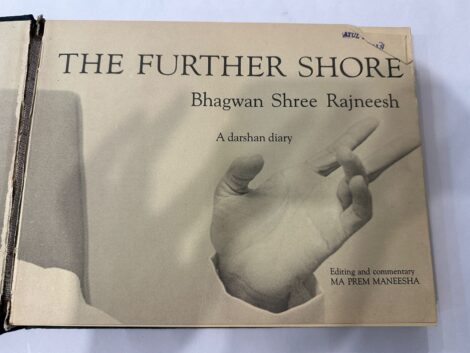 THE FURTHER SHORE
Bhagwan Shree Rajneesh
A darshan diary
Editing and commentary
MA PREM MANEESHA